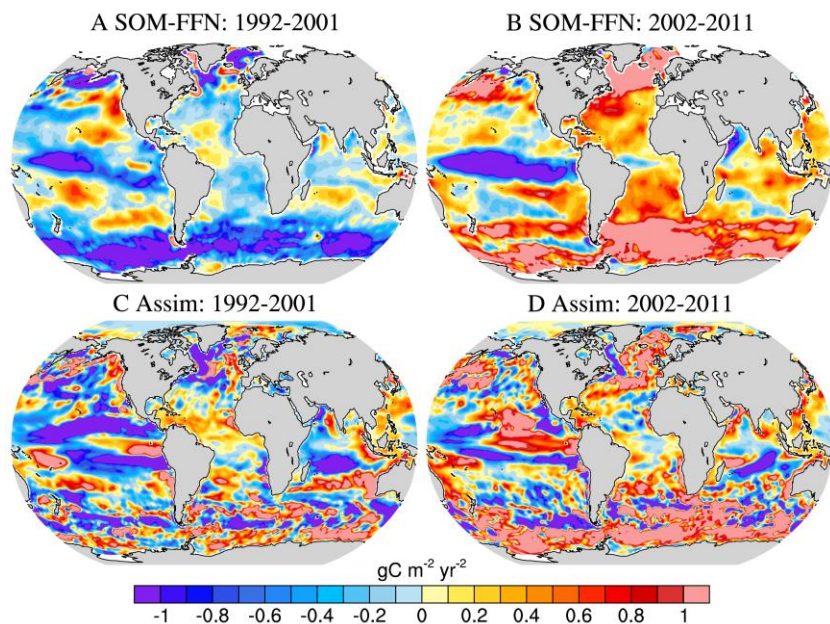 A SOM-FFN: 1992-2001
B SOM-FFN: 2002-2011
C Assim: 1992-2001
D Assim: 2002-2011
gC m⁻² yr⁻²
-1 -0.8 -0.6 -0.4 -0.2 0 0.2 0.4 0.6 0.8 1